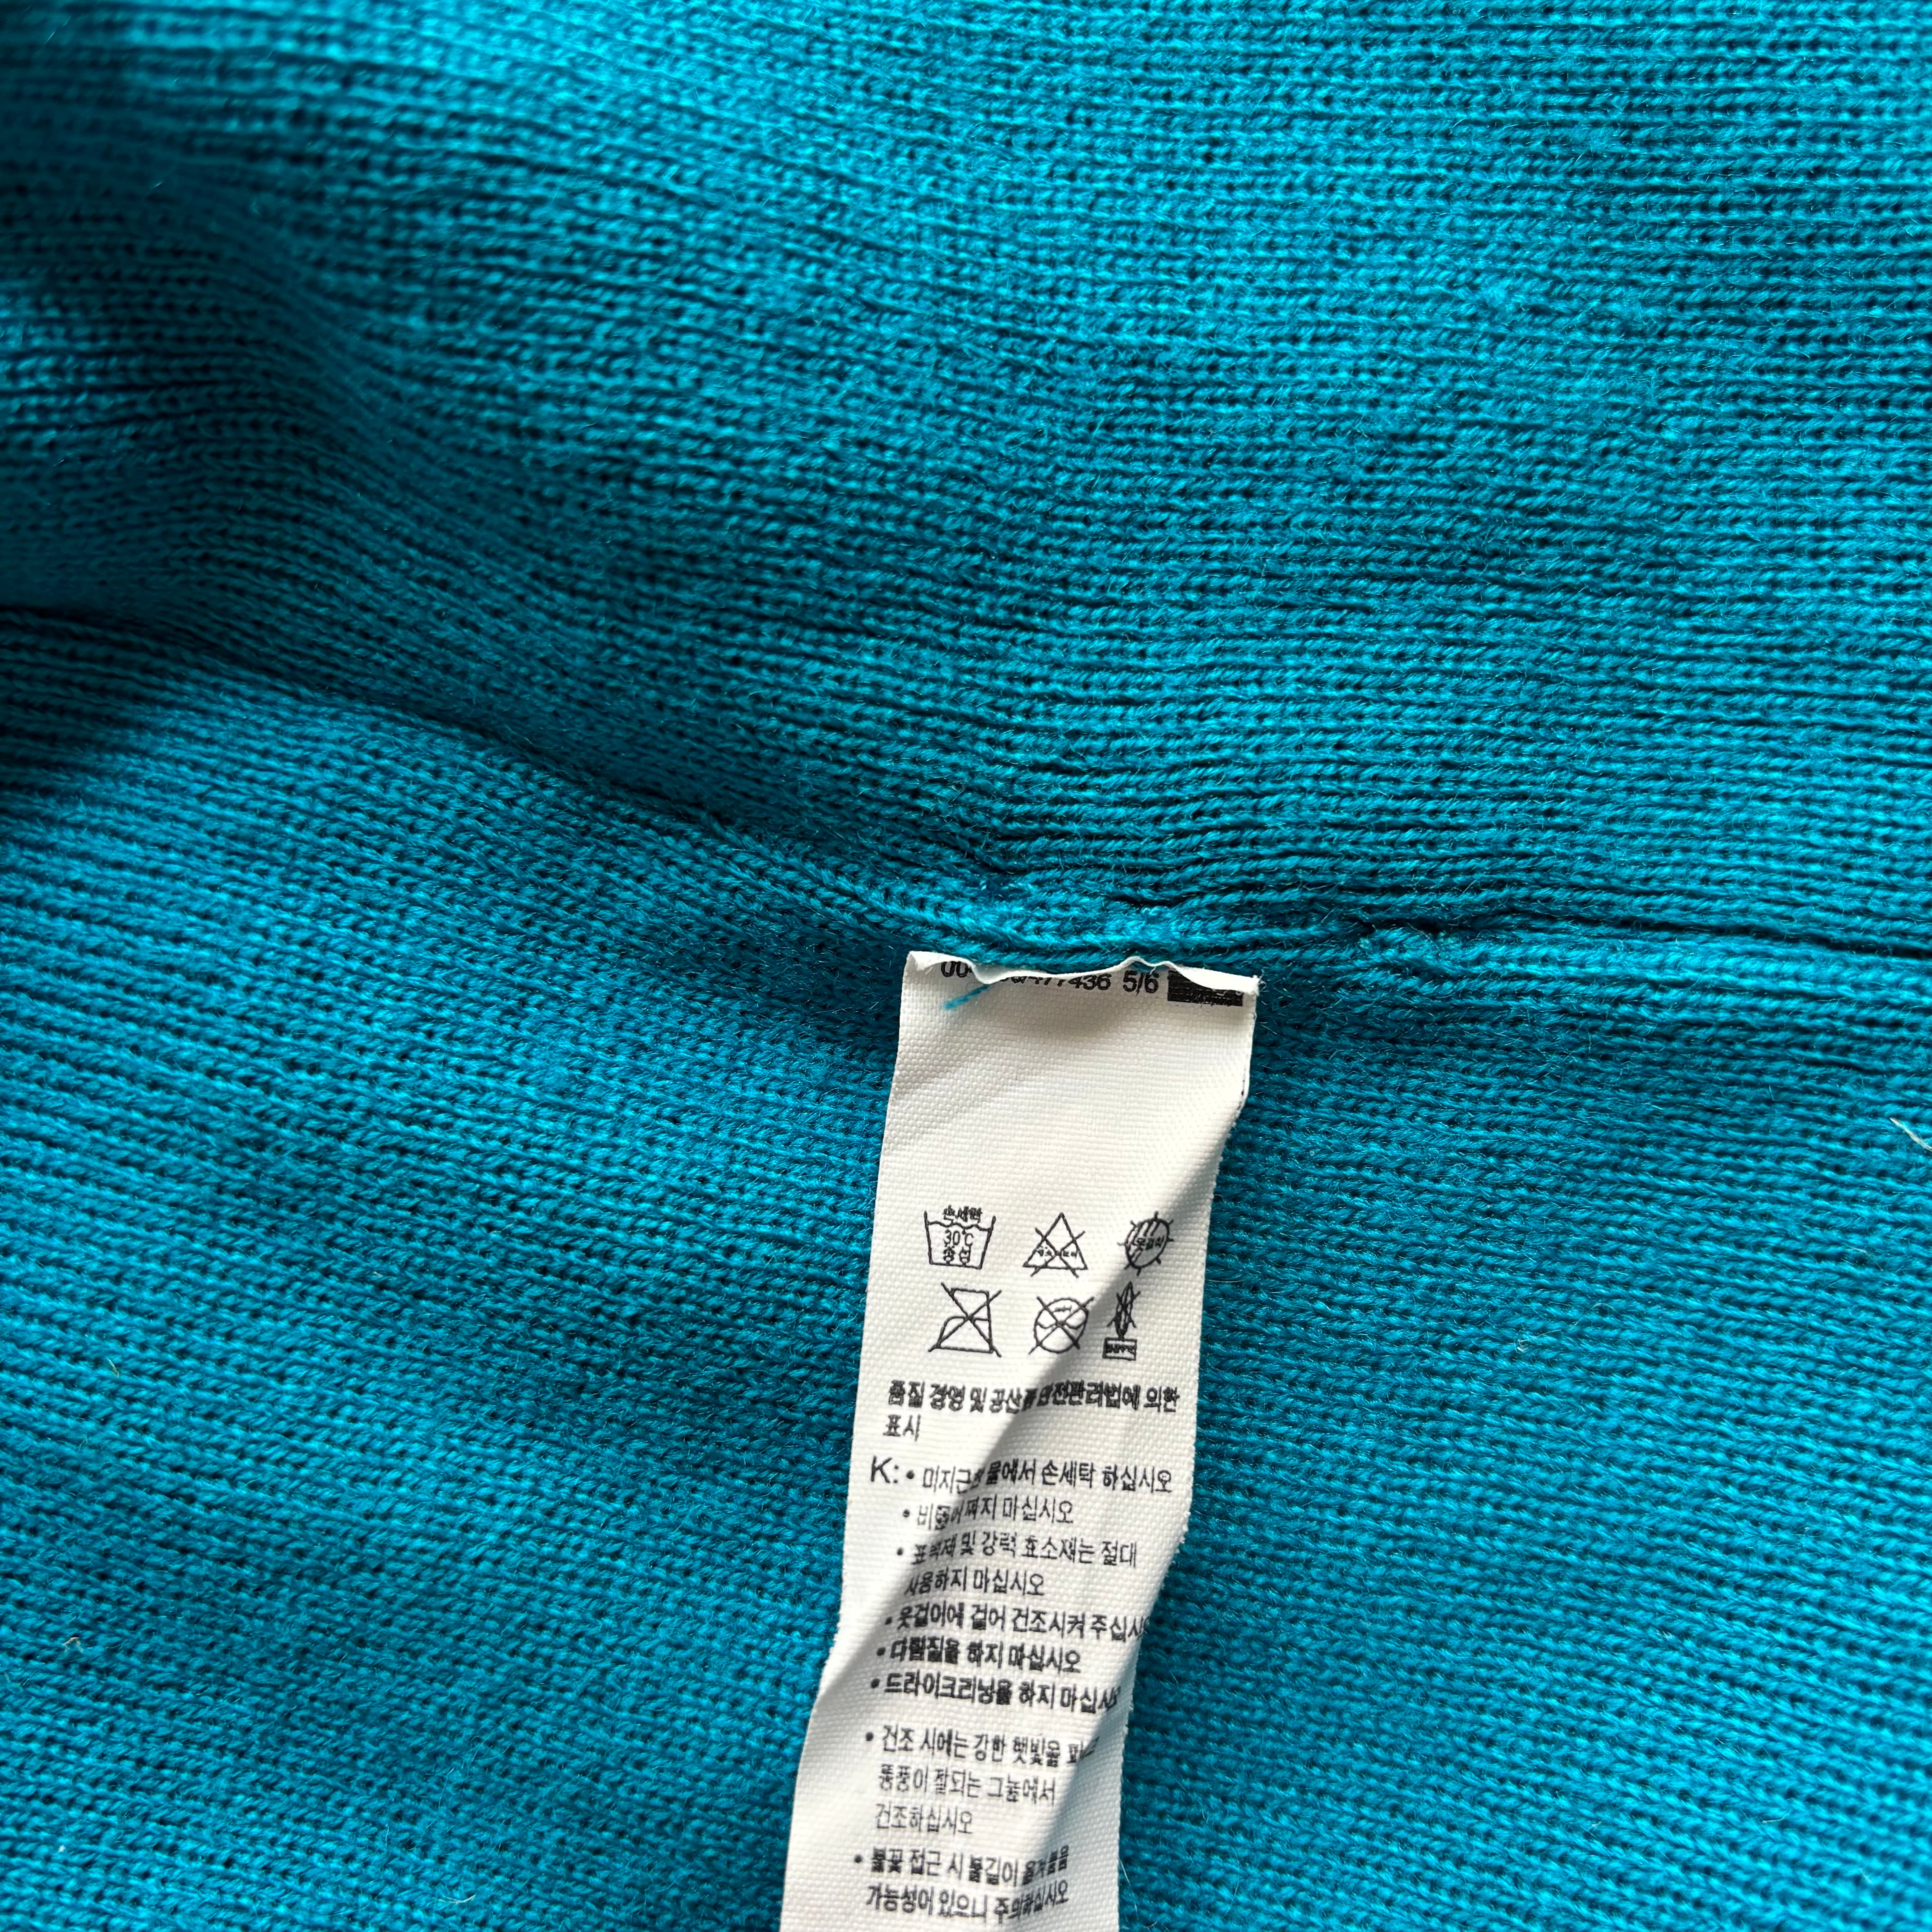 477436 5/6
손세탁
30°C
중성
옷걸이
품질 경영 및 공산품안전관리법에 의한
표시
K: • 미지근한 물에서 손세탁 하십시오
• 비틀어 짜지 마십시오
• 표백제 및 강력 효소제는 절대
사용하지 마십시오
• 옷걸이에 걸어 건조시켜 주십시오
• 다림질을 하지 마십시오
• 드라이크리닝을 하지 마십시오
• 건조 시에는 강한 햇빛을
통풍이 잘되는 그늘에서
건조하십시오
• 불꽃 접근 시 불길이 옮겨붙음
가능성이 있으니 주의하십시오